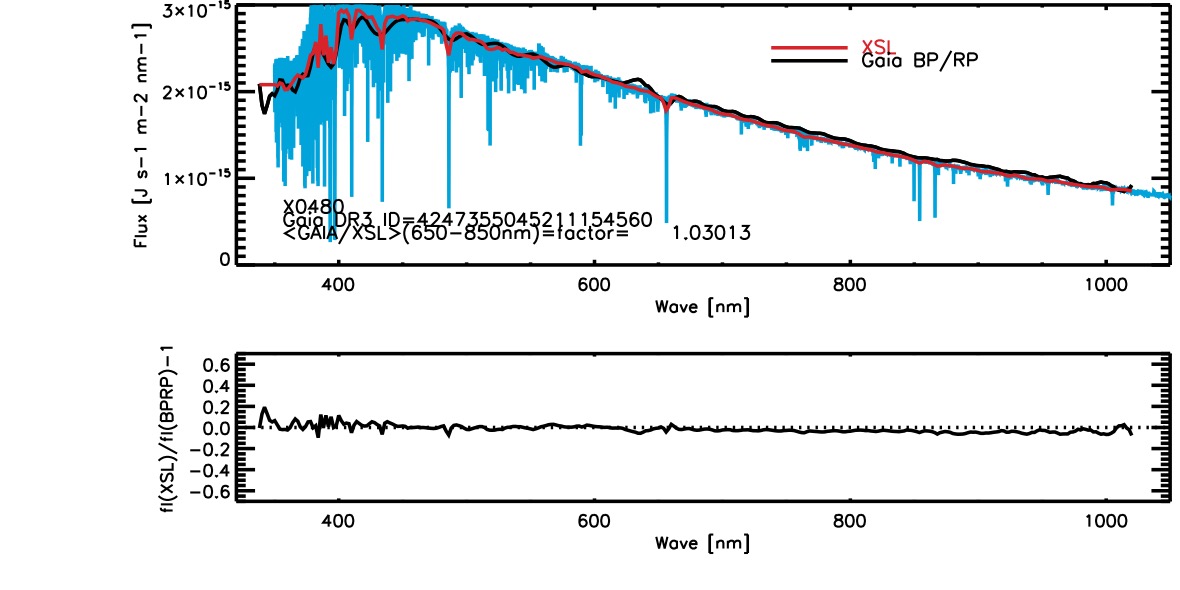 3×10⁻¹⁵
2×10⁻¹⁵
1×10⁻¹⁵
0
Flux [J s−1 m−2 nm−1]
XSL
Gaia BP/RP
X0480
Gaia DR3 ID=4247355045211154560
<GAIA/XSL>(650−850nm)=factor= 1.03013
400 600 800 1000
Wave [nm]
0.6
0.4
0.2
0.0
−0.2
−0.4
−0.6
fl(XSL)/fl(BPRP)−1
400 600 800 1000
Wave [nm]